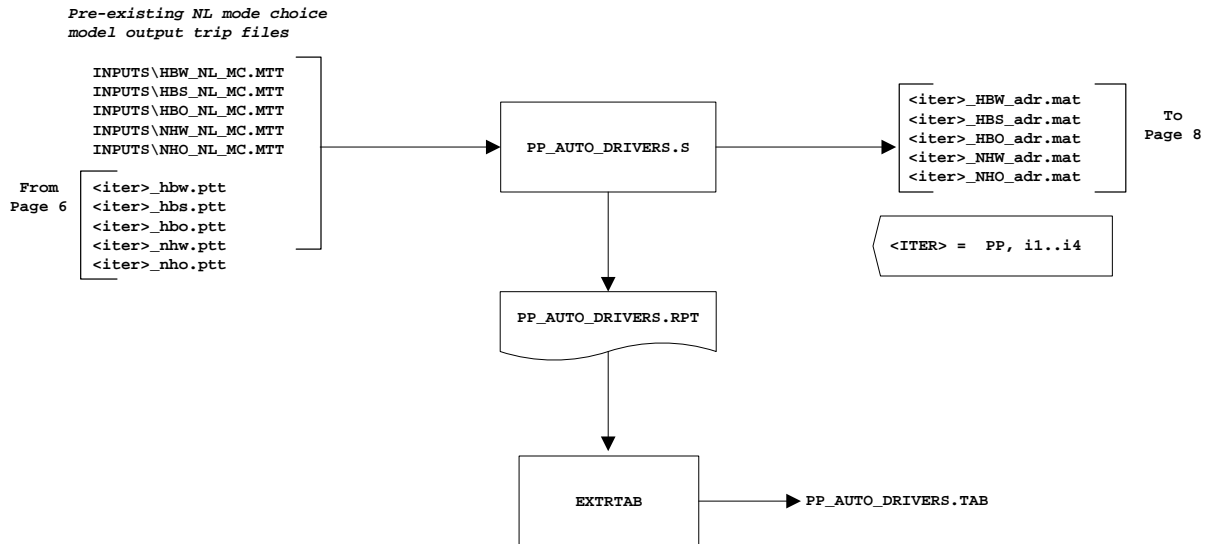 Pre-existing NL mode choice
model output trip files
INPUTS\HBW_NL_MC.MTT
INPUTS\HBS_NL_MC.MTT
INPUTS\HBO_NL_MC.MTT
INPUTS\NHW_NL_MC.MTT
INPUTS\NHO_NL_MC.MTT
From
Page 6
<iter>_hbw.ptt
<iter>_hbs.ptt
<iter>_hbo.ptt
<iter>_nhw.ptt
<iter>_nho.ptt
PP_AUTO_DRIVERS.S
<iter>_HBW_adr.mat
<iter>_HBS_adr.mat
<iter>_HBO_adr.mat
<iter>_NHW_adr.mat
<iter>_NHO_adr.mat
To
Page 8
<ITER> = PP, i1..i4
PP_AUTO_DRIVERS.RPT
EXTRTAB
PP_AUTO_DRIVERS.TAB